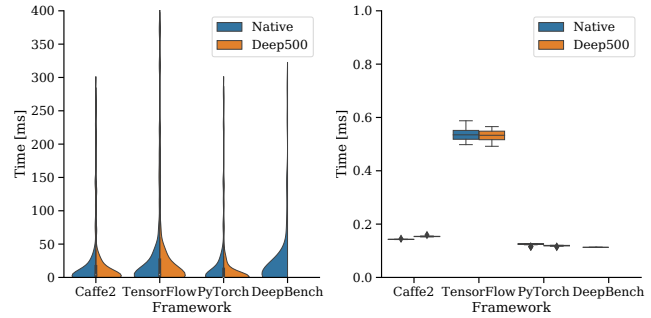 400
350
300
250
200
150
100
50
0
Time [ms]
Native
Deep500
Caffe2 TensorFlow PyTorch DeepBench
Framework
1.0
0.8
0.6
0.4
0.2
0.0
Time [ms]
Native
Deep500
Caffe2 TensorFlow PyTorch DeepBench
Framework